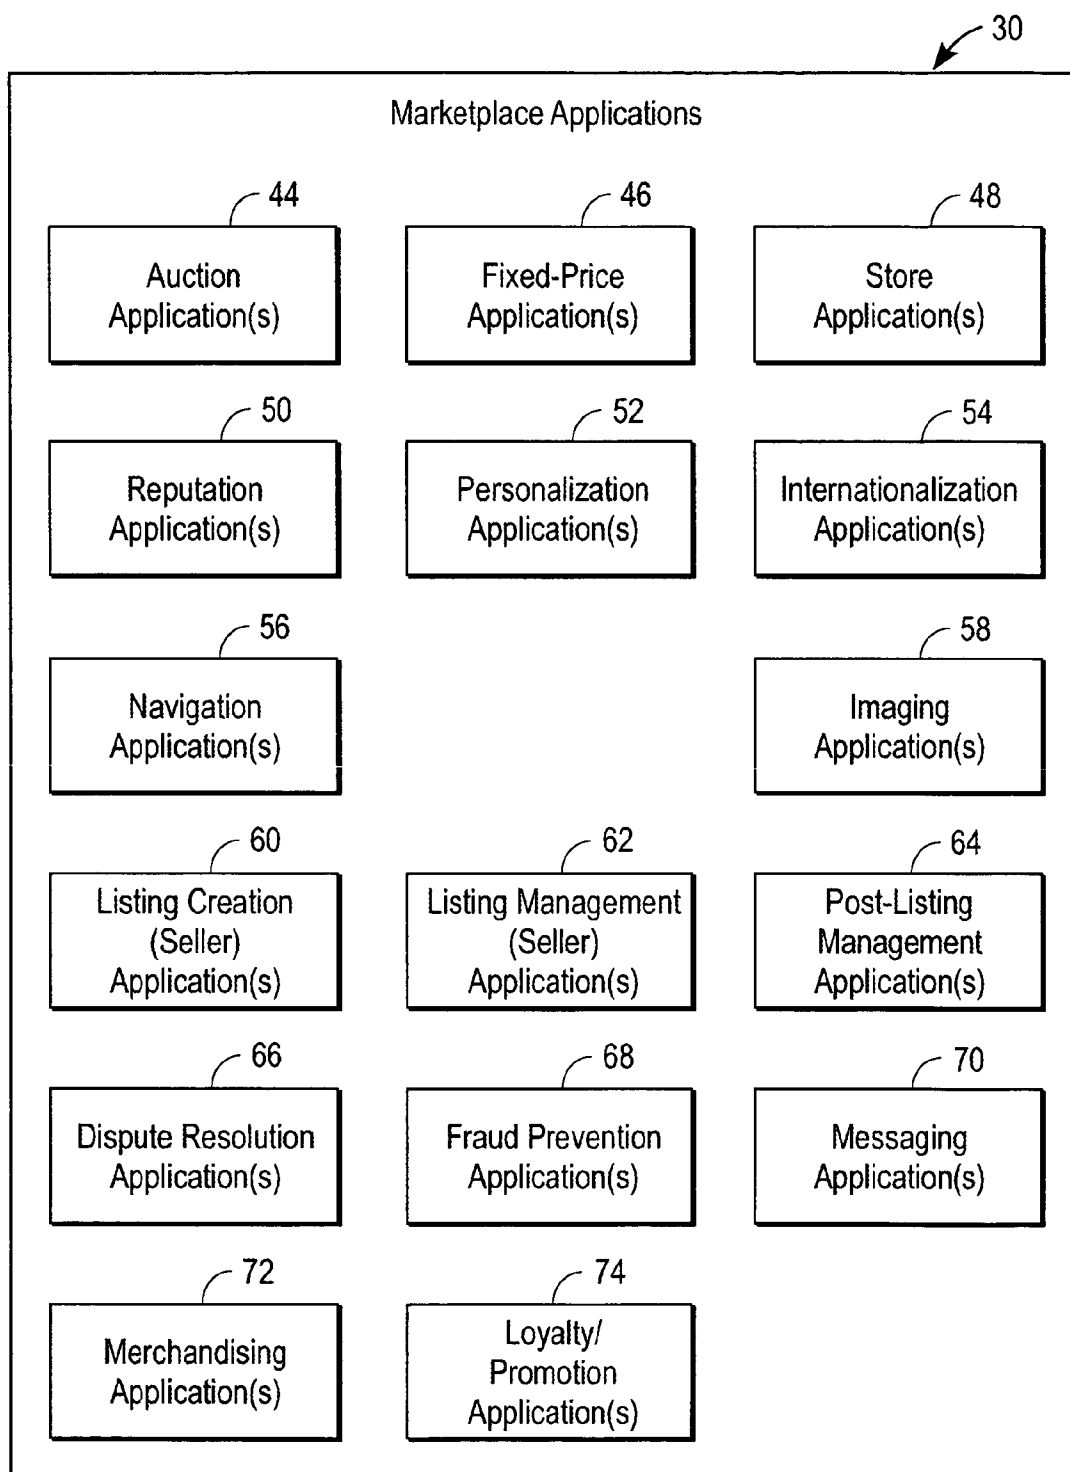 30
Marketplace Applications
44
Auction
Application(s)
46
Fixed-Price
Application(s)
48
Store
Application(s)
50
Reputation
Application(s)
52
Personalization
Application(s)
54
Internationalization
Application(s)
56
Navigation
Application(s)
58
Imaging
Application(s)
60
Listing Creation
(Seller)
Application(s)
62
Listing Management
(Seller)
Application(s)
64
Post-Listing
Management
Application(s)
66
Dispute Resolution
Application(s)
68
Fraud Prevention
Application(s)
70
Messaging
Application(s)
72
Merchandising
Application(s)
74
Loyalty/
Promotion
Application(s)